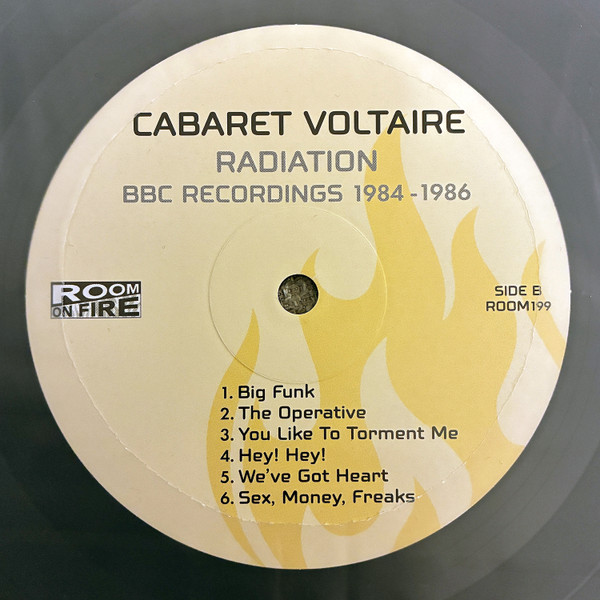 CABARET VOLTAIRE
RADIATION
BBC RECORDINGS 1984-1986
ROOM
ON FIRE
SIDE B
ROOM199
1. Big Funk
2. The Operative
3. You Like To Torment Me
4. Hey! Hey!
5. We've Got Heart
6. Sex, Money, Freaks